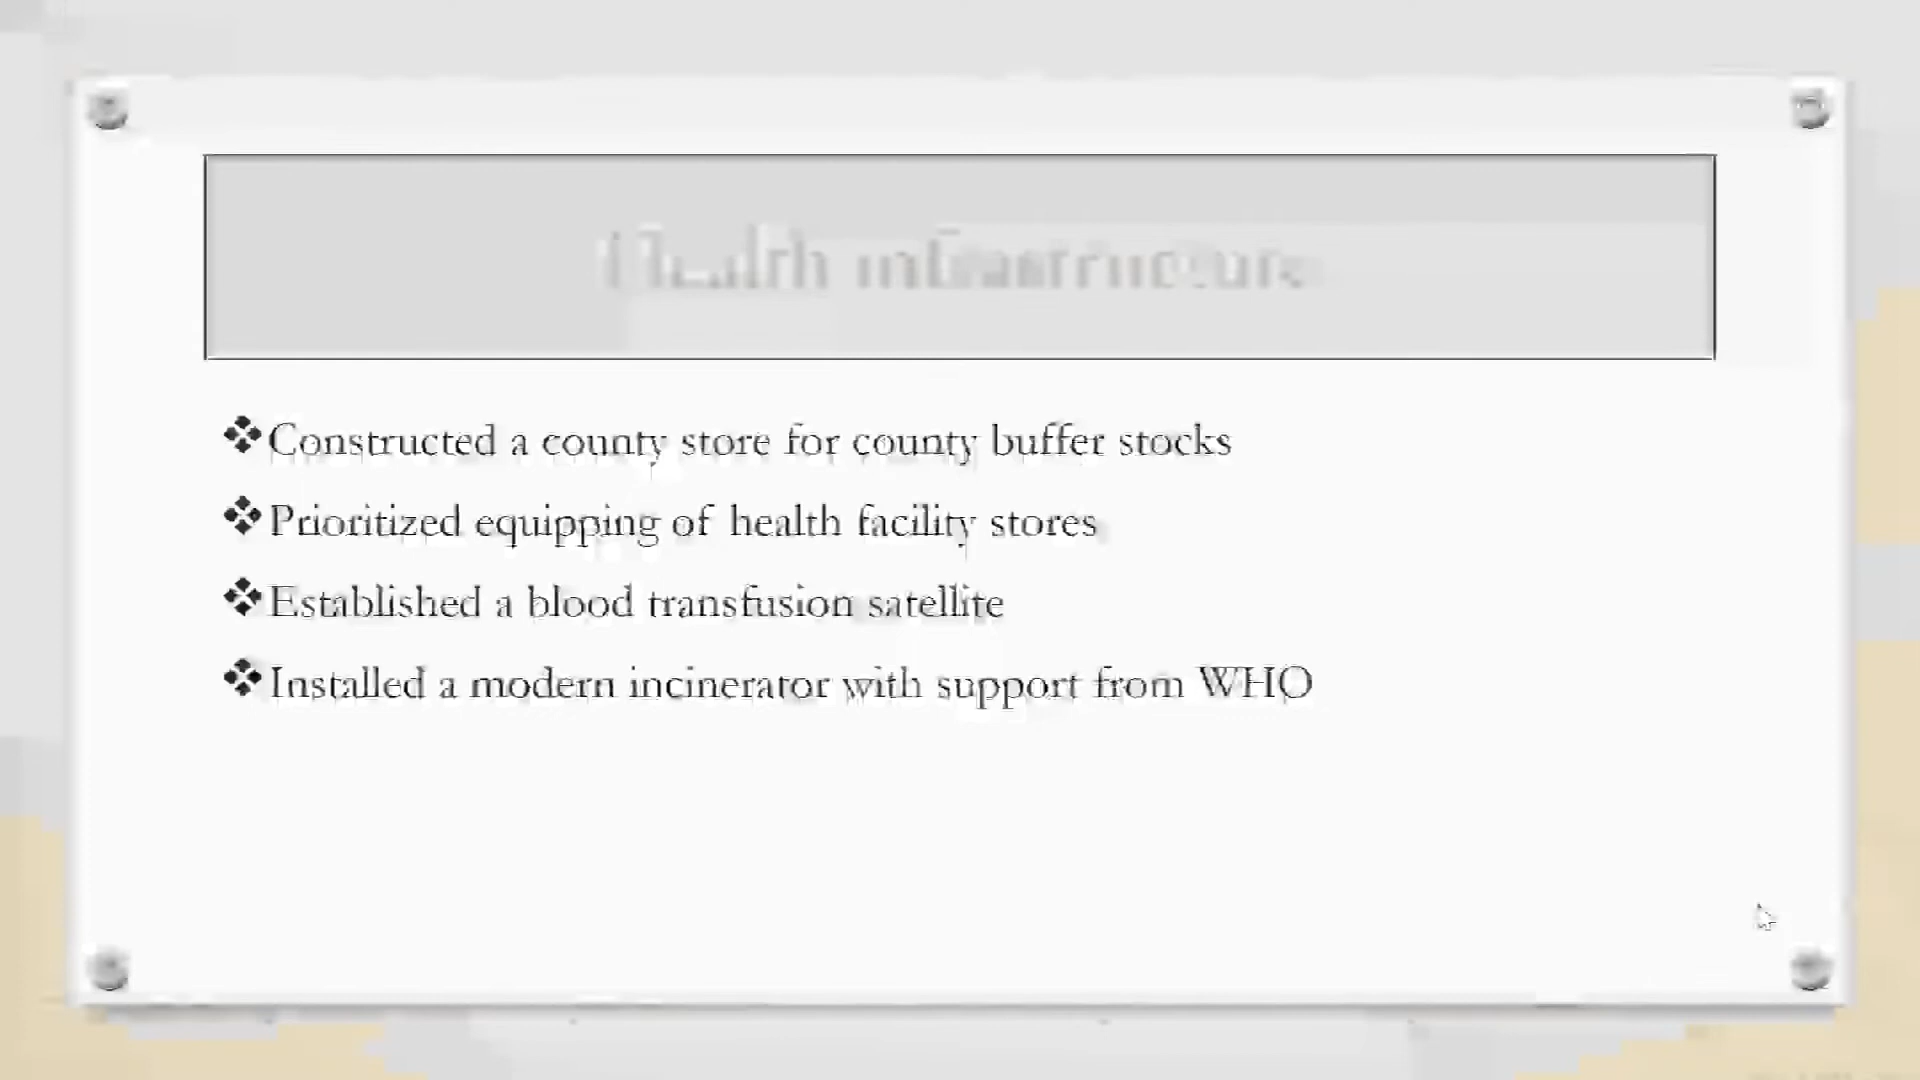 Health infrastructure
❖Constructed a county store for county buffer stocks
❖Prioritized equipping of health facility stores
❖Established a blood transfusion satellite
❖Installed a modern incinerator with support from WHO